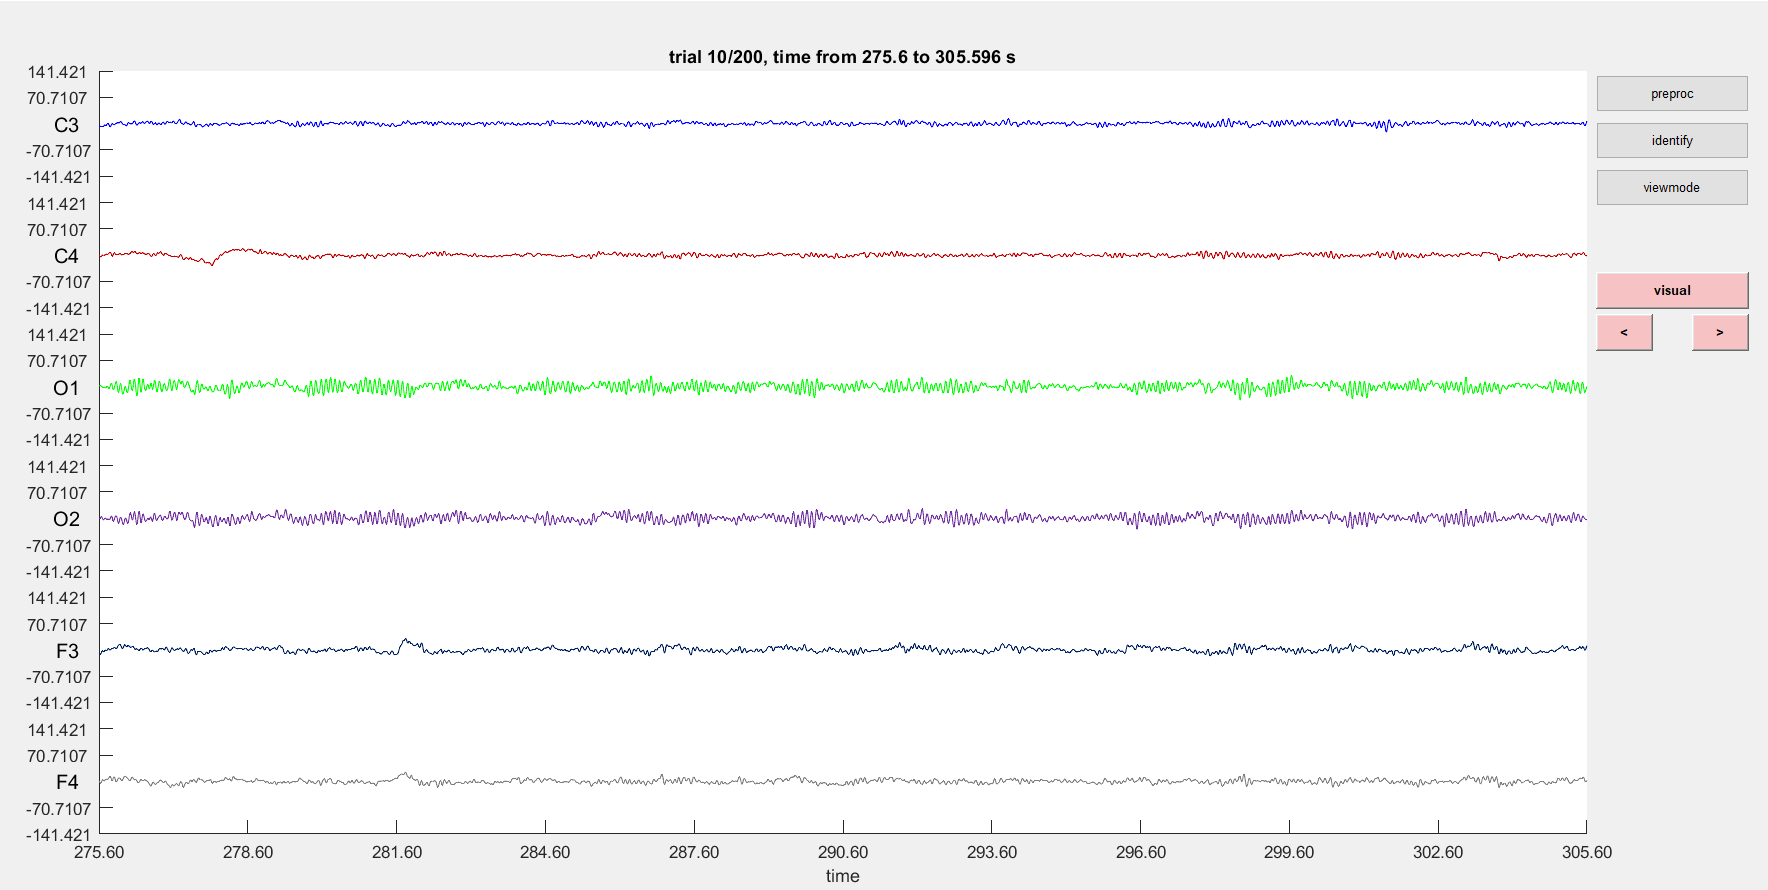 trial 10/200, time from 275.6 to 305.596 s
141.421
70.7107
C3
-70.7107
-141.421
141.421
70.7107
C4
-70.7107
-141.421
141.421
70.7107
O1
-70.7107
-141.421
141.421
70.7107
O2
-70.7107
-141.421
141.421
70.7107
F3
-70.7107
-141.421
141.421
70.7107
F4
-70.7107
-141.421
275.60 278.60 281.60 284.60 287.60 290.60 293.60 296.60 299.60 302.60 305.60
time
preproc
identify
viewmode
visual
< >